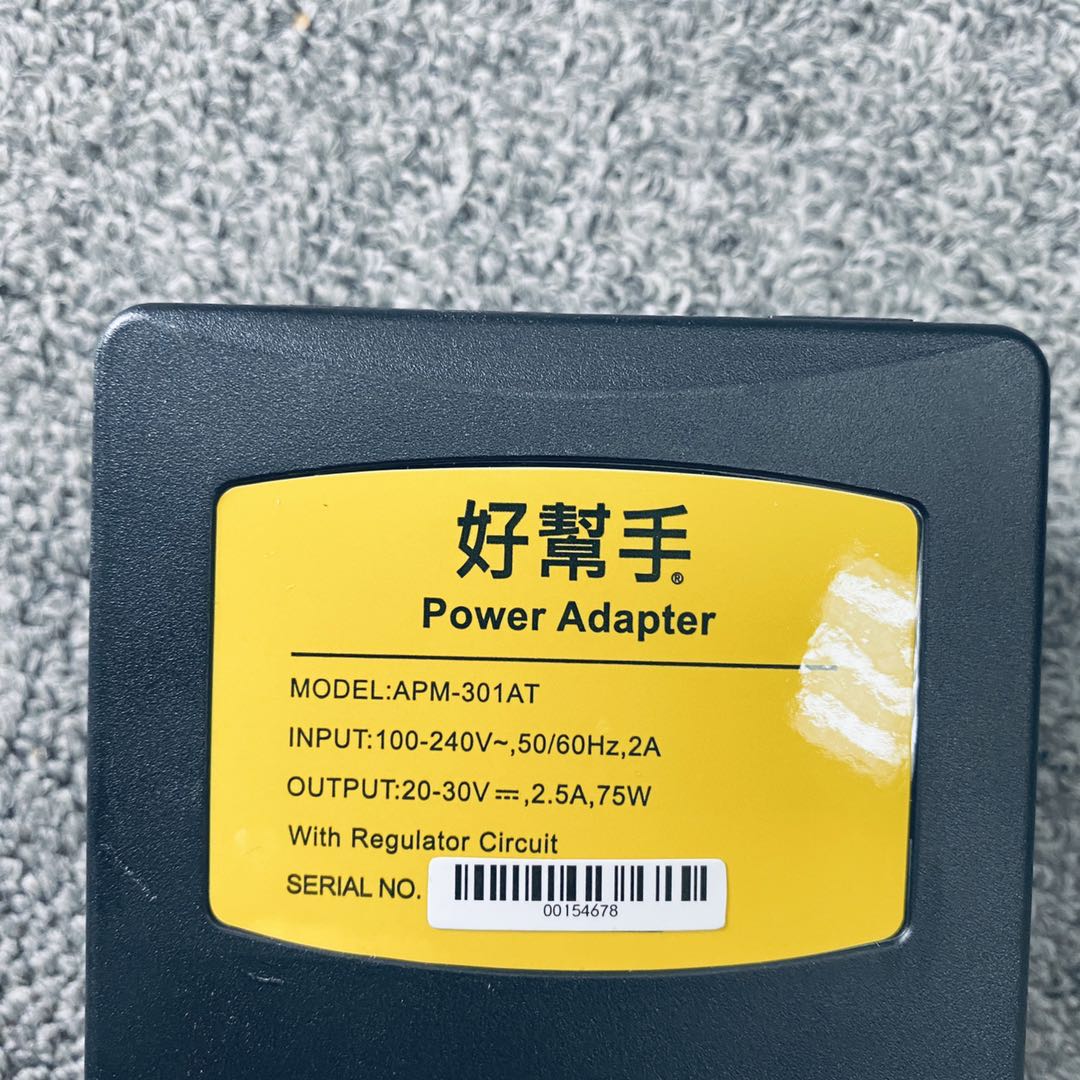 好幫手®
Power Adapter
MODEL:APM-301AT
INPUT:100-240V~,50/60Hz,2A
OUTPUT:20-30V⎓,2.5A,75W
With Regulator Circuit
SERIAL NO.
00154678